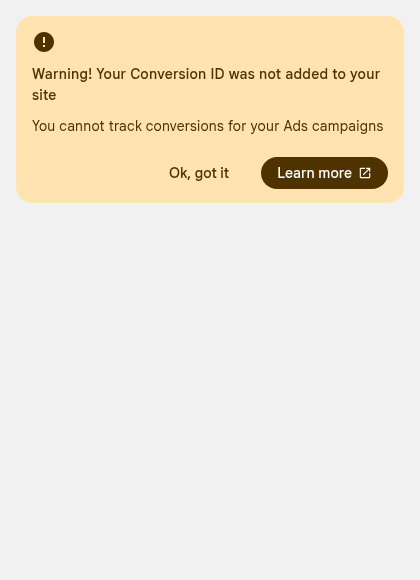 Warning! Your Conversion ID was not added to your
site
You cannot track conversions for your Ads campaigns
Ok, got it
Learn more